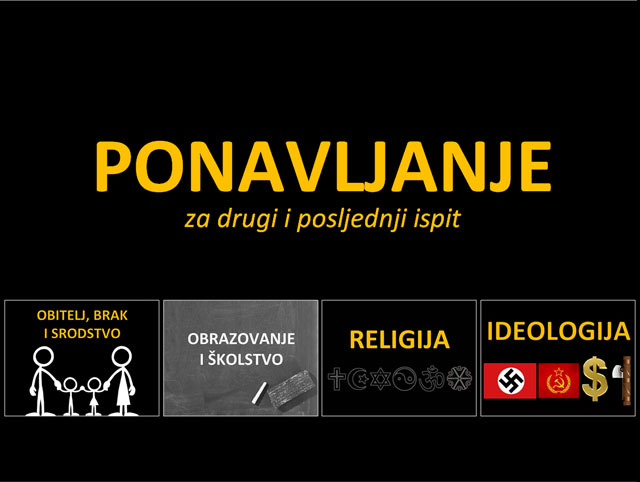 PONAVLJANJE
za drugi i posljednji ispit
OBITELJ, BRAK
I SRODSTVO
OBRAZOVANJE
I ŠKOLSTVO
RELIGIJA
IDEOLOGIJA